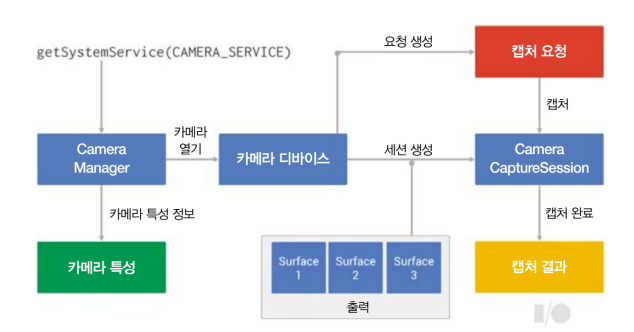 요청 생성
캡처 요청
getSystemService(CAMERA_SERVICE)
캡처
카메라
열기
Camera
Manager
카메라 디바이스
세션 생성
Camera
CaptureSession
카메라 특성 정보
캡처 완료
카메라 특성
Surface
1
Surface
2
Surface
3
출력
캡처 결과
I/O